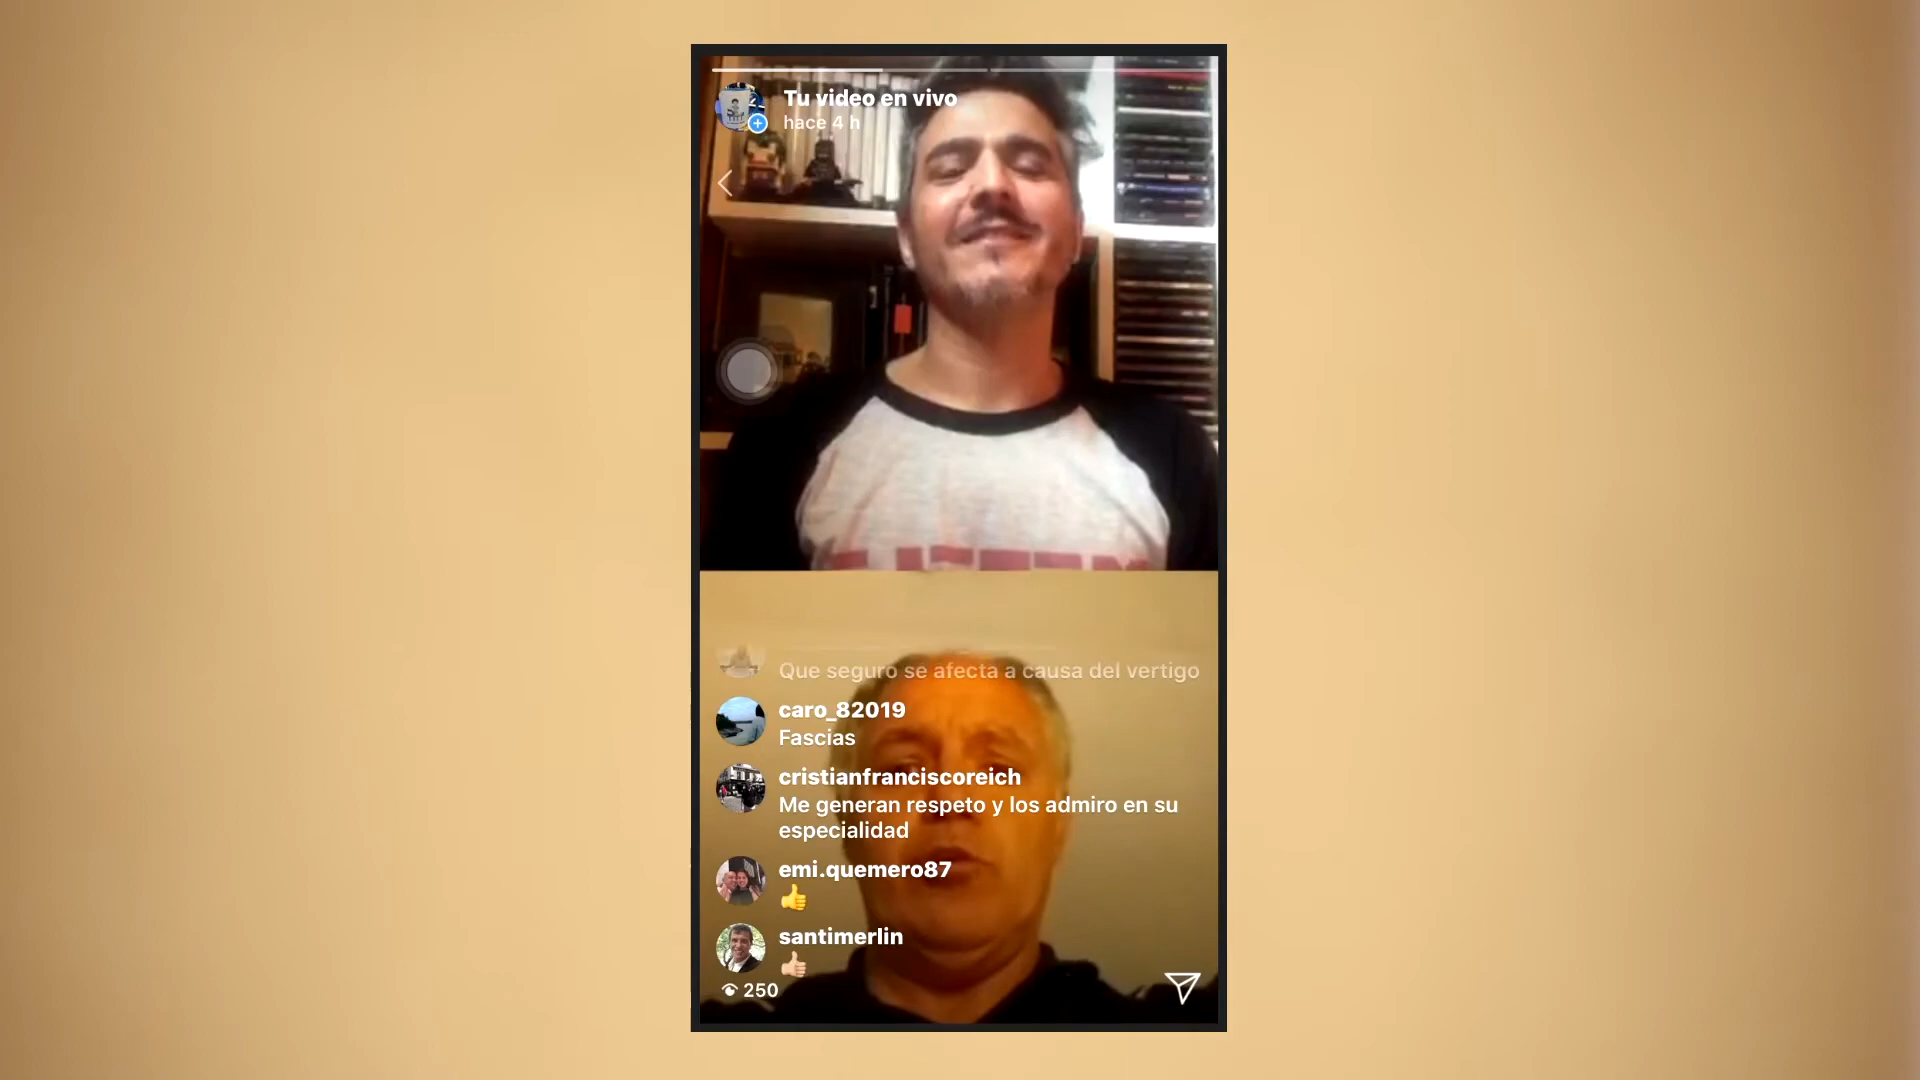 Tu video en vivo
hace 4 h
Que seguro se afecta a causa del vertigo
caro_82019
Fascias
cristianfranciscoreich
Me generan respeto y los admiro en su
especialidad
emi.quemero87
👍
santimerlin
👍🏻
250